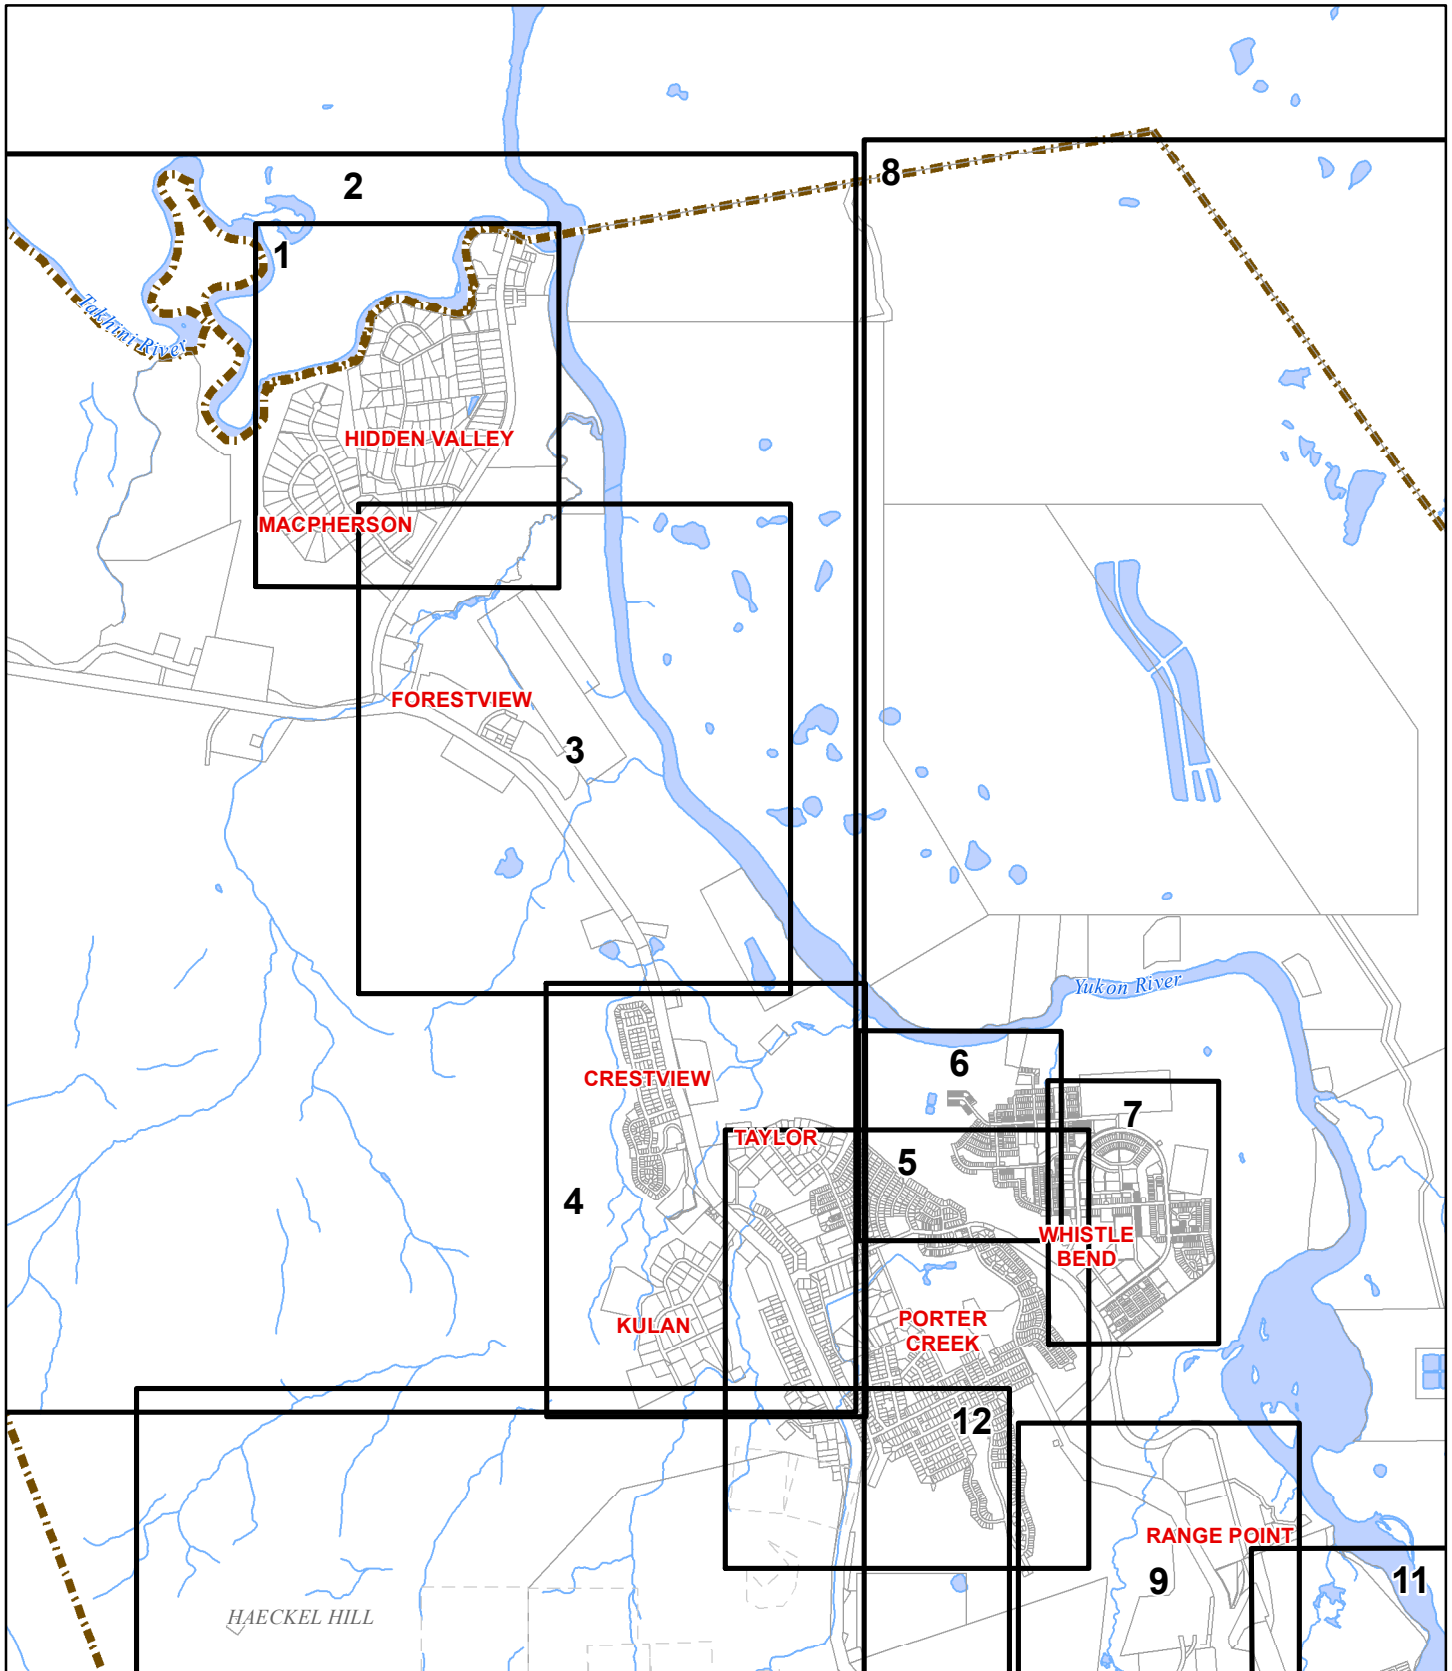 2
8
1
Takhini River
HIDDEN VALLEY
MACPHERSON
FORESTVIEW
3
Yukon River
6
CRESTVIEW
7
TAYLOR
5
4
WHISTLE
BEND
KULAN
PORTER
CREEK
12
RANGE POINT
9
11
HAECKEL HILL